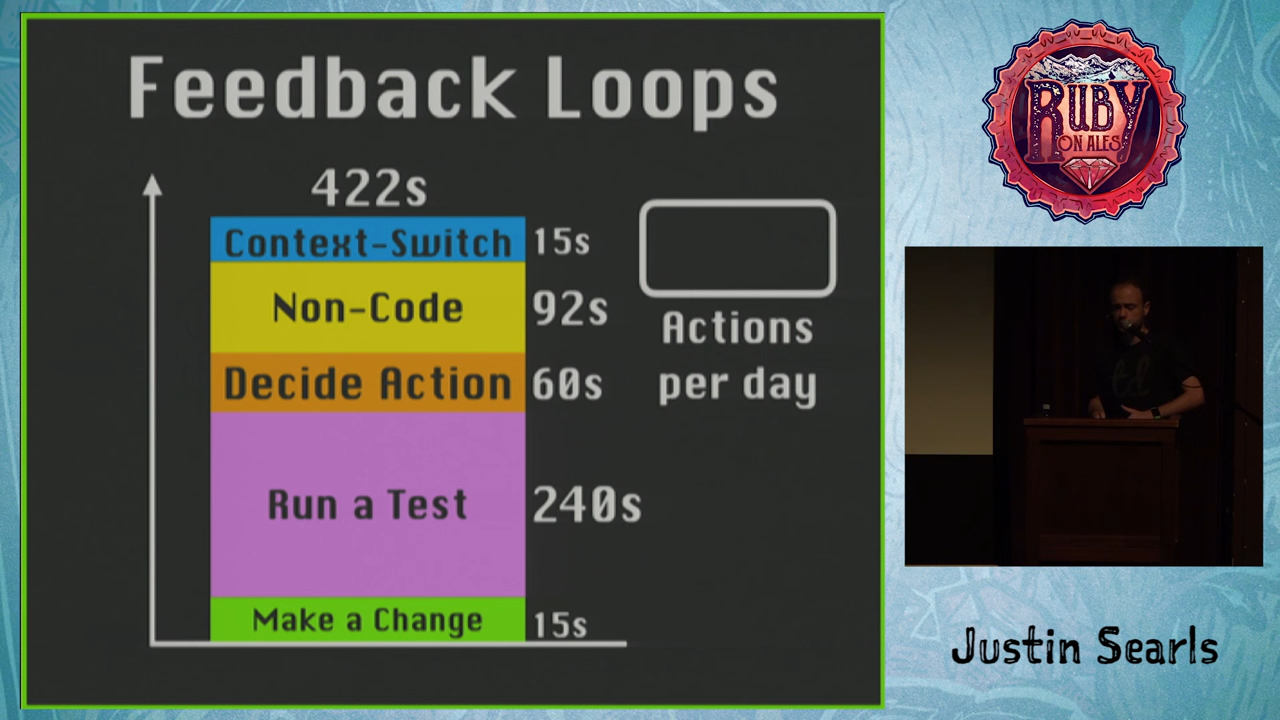 Feedback Loops
422s
Context-Switch 15s
Non-Code 92s
Decide Action 60s
Run a Test 240s
Make a Change 15s
Actions
per day
RUBY
ON ALES
Justin Searls